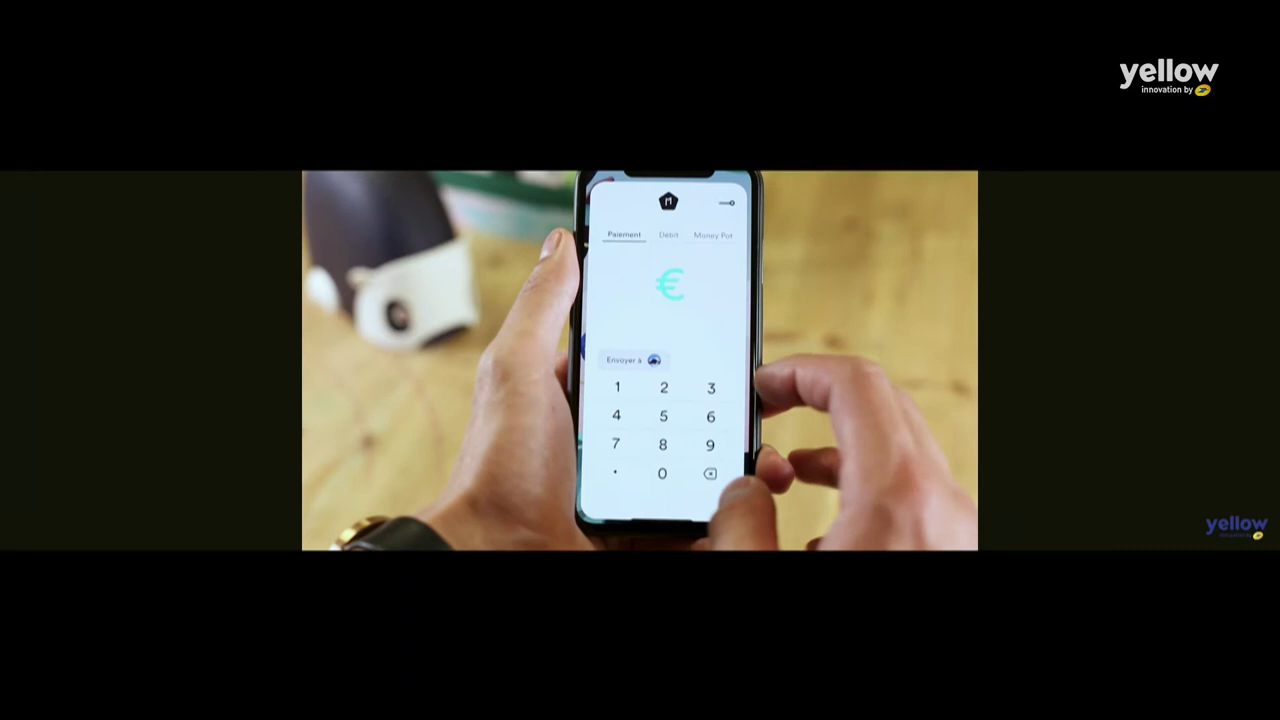 yellow
innovation by
Paiement Debit Money Pot
€
Envoyer à
1 2 3
4 5 6
7 8 9
. 0
yellow